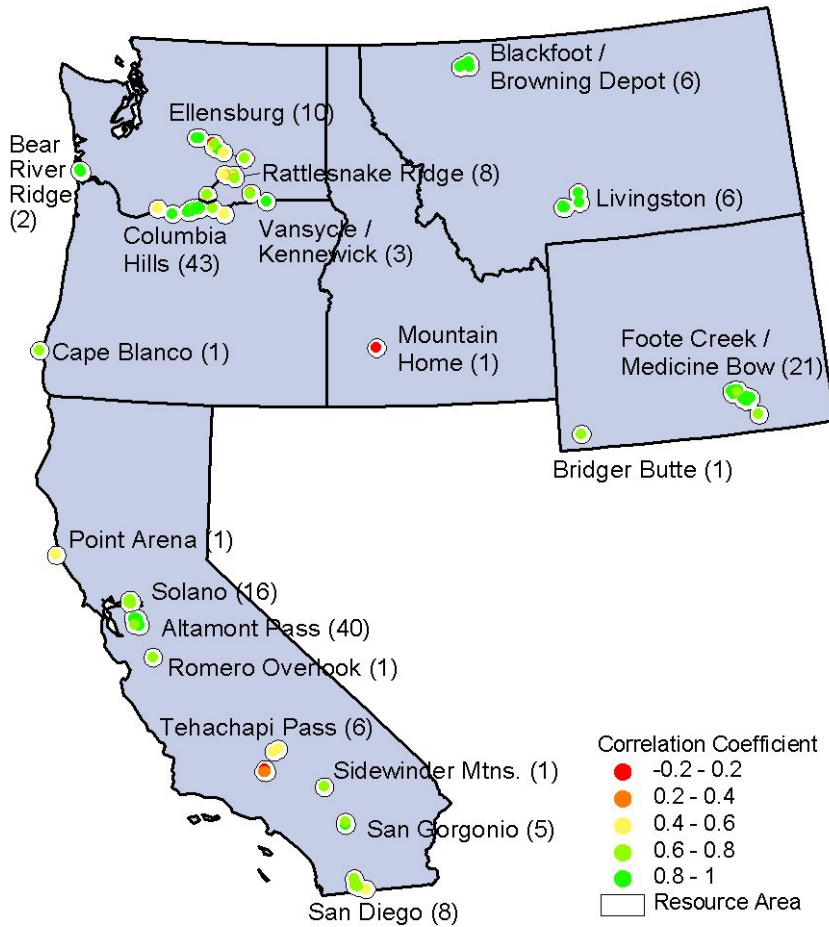 Blackfoot /
Browning Depot (6)
Ellensburg (10)
Bear
River
Ridge
(2)
Rattlesnake Ridge (8)
Livingston (6)
Columbia
Hills (43)
Vansycle /
Kennewick (3)
Cape Blanco (1)
Mountain
Home (1)
Foote Creek /
Medicine Bow (21)
Bridger Butte (1)
Point Arena (1)
Solano (16)
Altamont Pass (40)
Romero Overlook (1)
Tehachapi Pass (6)
Sidewinder Mtns. (1)
San Gorgonio (5)
San Diego (8)
Correlation Coefficient
-0.2 - 0.2
0.2 - 0.4
0.4 - 0.6
0.6 - 0.8
0.8 - 1
Resource Area